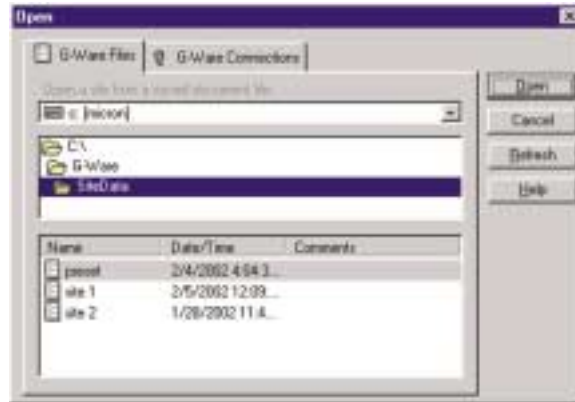 Open
G-Ware Files
G-Ware Connections
Open a site from a saved document file
c: [micron]
C:\
G-Ware
SiteData
Name Date/Time Comments
preset 2/4/2002 4:04:3...
site 1 2/5/2002 12:09...
site 2 1/28/2002 11:4...
Open
Cancel
Refresh
Help